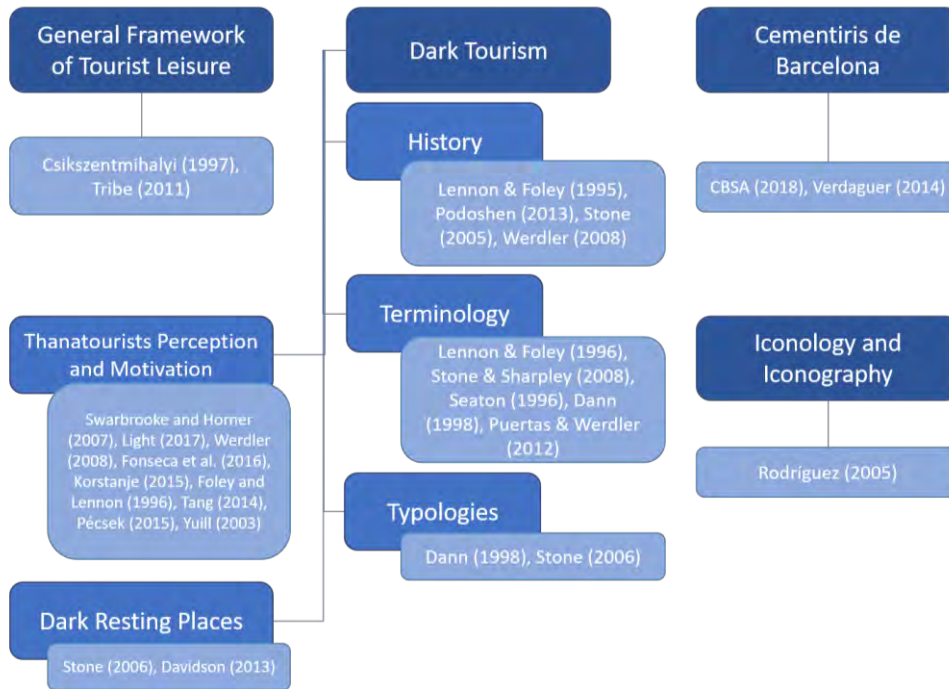 General Framework
of Tourist Leisure
Csikszentmihalyi (1997),
Tribe (2011)
Thanatourists Perception
and Motivation
Swarbrooke and Horner
(2007), Light (2017), Werdler
(2008), Fonseca et al. (2016),
Korstanje (2015), Foley and
Lennon (1996), Tang (2014),
Pécsek (2015), Yuill (2003)
Dark Resting Places
Stone (2006), Davidson (2013)
Dark Tourism
History
Lennon & Foley (1995),
Podoshen (2013), Stone
(2005), Werdler (2008)
Terminology
Lennon & Foley (1996),
Stone & Sharpley (2008),
Seaton (1996), Dann
(1998), Puertas & Werdler
(2012)
Typologies
Dann (1998), Stone (2006)
Cementiris de
Barcelona
CBSA (2018), Verdaguer (2014)
Iconology and
Iconography
Rodríguez (2005)